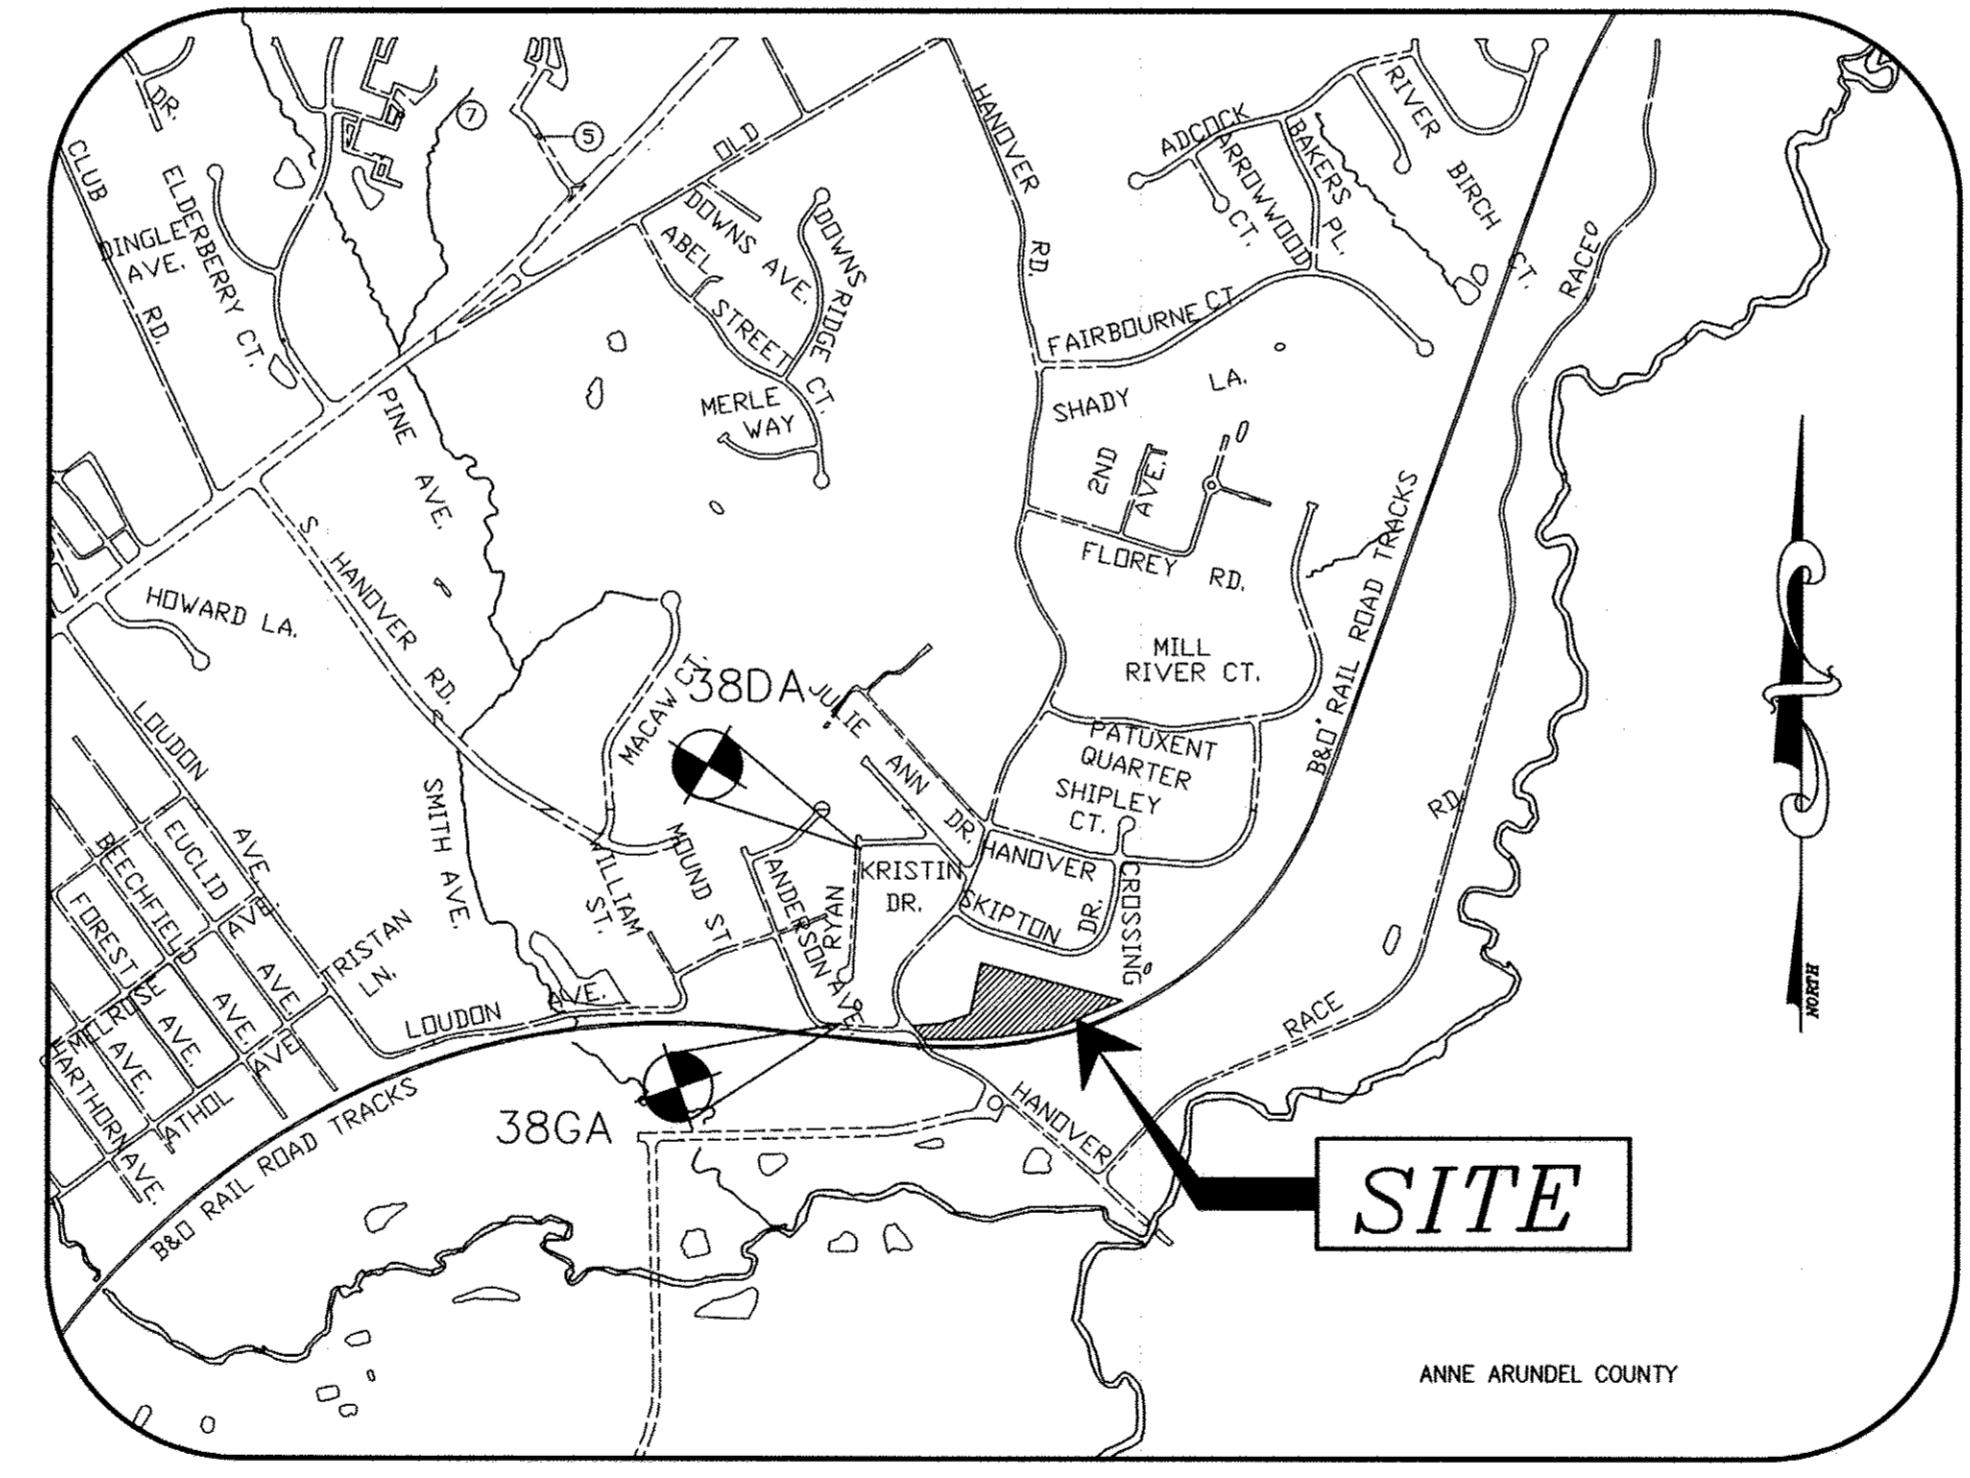 DR.
CLUB
RD.
DINGLE
AVE.
ELDERBERRY CT.
7
5
OLD
HANOVER
RD.
ADCOCK
ARROWWOOD
CT.
BAKERS
PL.
RIVER
BIRCH
CT.
RACE
DOWNS
AVE.
ABEL
STREET
DOWNS RIDGE
CT.
MERLE
WAY
FAIRBOURNE CT.
SHADY
LA.
2ND
AVE.
FLOREY
RD.
PINE
AVE.
S
HANOVER
RD.
HOWARD LA.
MILL
RIVER CT.
B&O RAIL ROAD TRACKS
LOUDON
AVE.
MACAW CT.
38DA
JULIE
ANN
DR.
PATUXENT
QUARTER
SHIPLEY
CT.
HANOVER
CROSSING
RD.
SMITH AVE.
WILLIAM
ST.
MOUND ST
ANDERSON AVE
RYAN
KRISTIN
DR.
SKIPTON
DR.
BEECHFIELD
AVE.
EUCLID
AVE.
FOREST
AVE.
MELROSE
AVE.
HARTHORN AVE.
ATHOL
AVE
TRISTAN
LN.
LOUDON
AVE.
RACE
HANOVER
38GA
B&O RAIL ROAD TRACKS
SITE
NORTH
ANNE ARUNDEL COUNTY